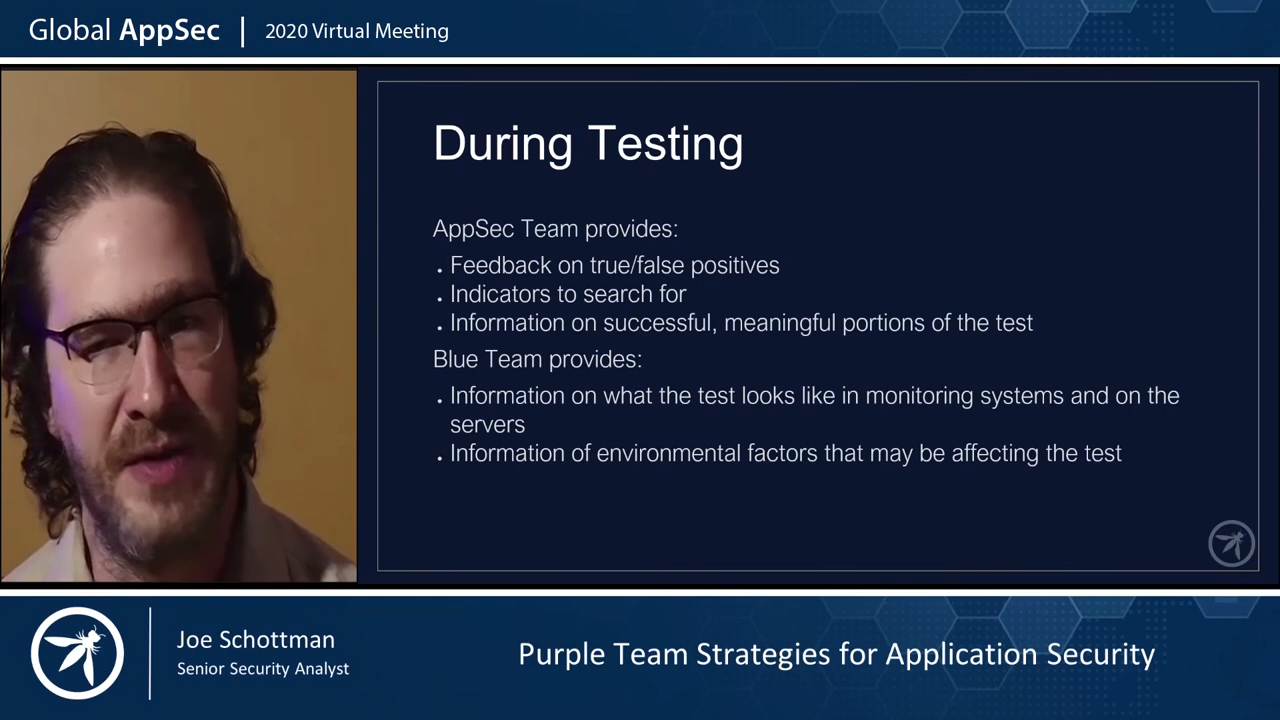 Global AppSec | 2020 Virtual Meeting
During Testing
AppSec Team provides:
. Feedback on true/false positives
. Indicators to search for
. Information on successful, meaningful portions of the test
Blue Team provides:
. Information on what the test looks like in monitoring systems and on the
servers
. Information of environmental factors that may be affecting the test
Joe Schottman
Senior Security Analyst
Purple Team Strategies for Application Security